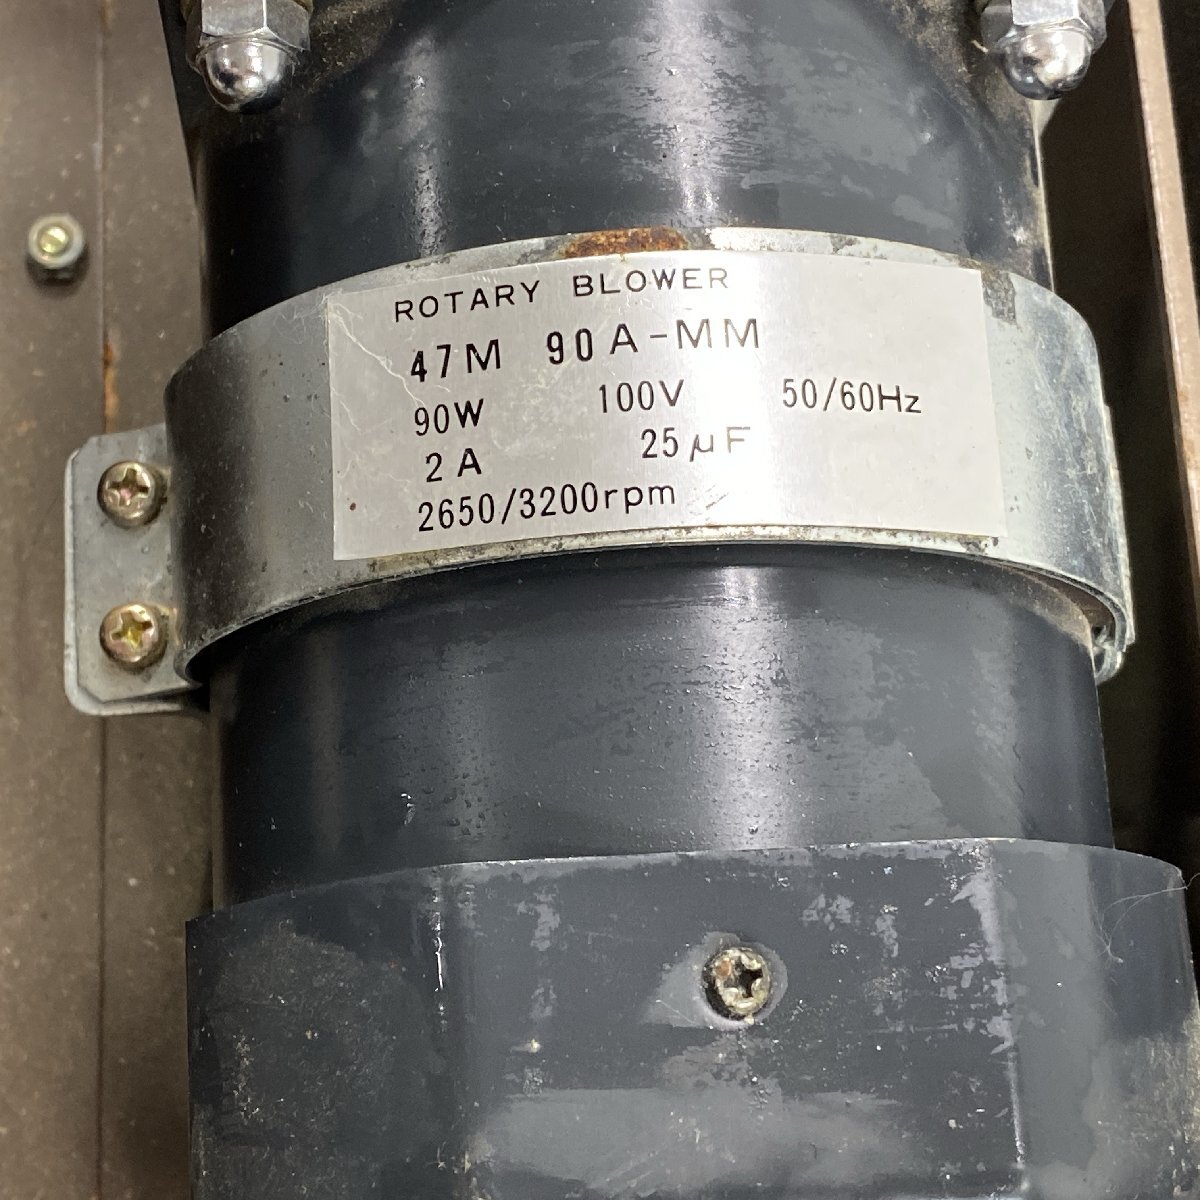 ROTARY BLOWER
47M 90A-MM
90W 100V 50/60Hz
2A 25μF
2650/3200rpm